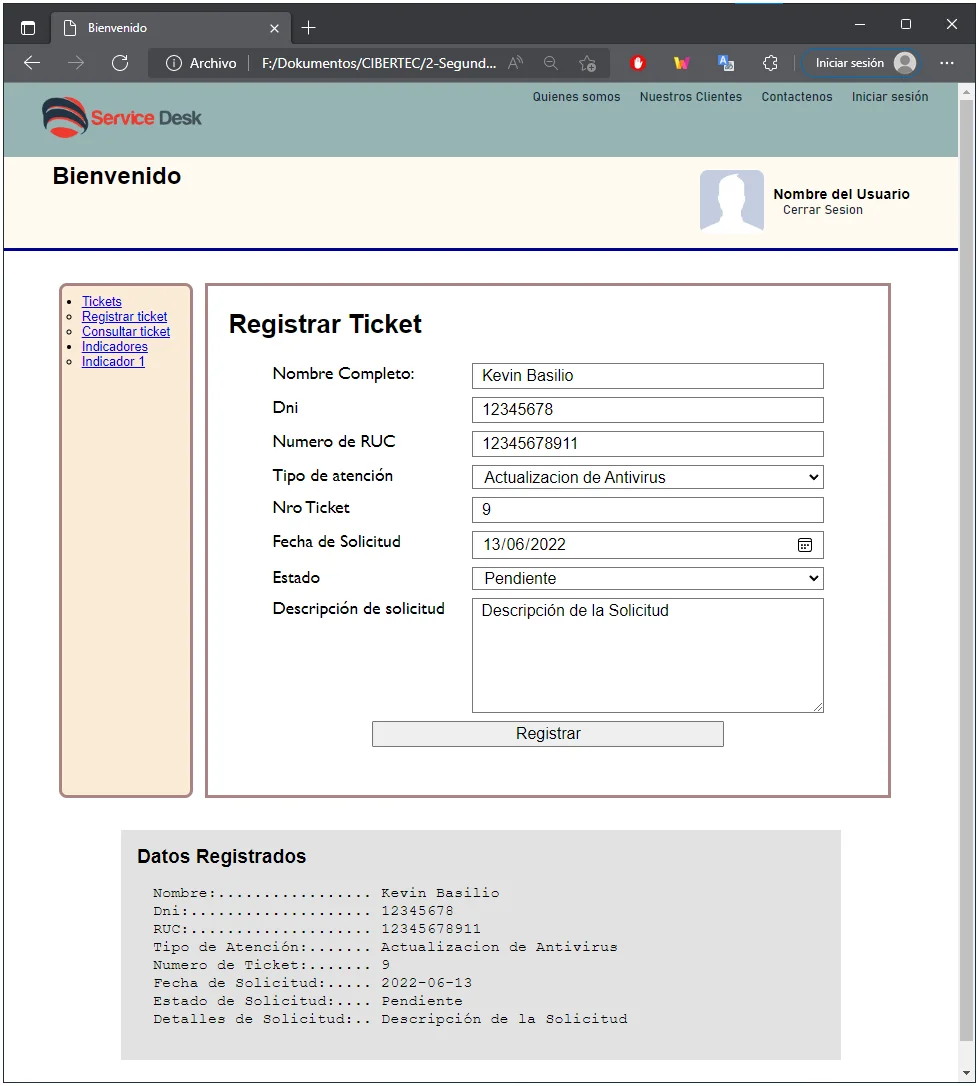 Bienvenido
Archivo F:/Dokumentos/CIBERTEC/2-Segund... Iniciar sesión
Quienes somos Nuestros Clientes Contactenos Iniciar sesión
Service Desk
Bienvenido
Nombre del Usuario
Cerrar Sesion
Tickets
Registrar ticket
Consultar ticket
Indicadores
Indicador 1
Registrar Ticket
Nombre Completo: Kevin Basilio
Dni 12345678
Numero de RUC 12345678911
Tipo de atención Actualizacion de Antivirus
Nro Ticket 9
Fecha de Solicitud 13/06/2022
Estado Pendiente
Descripción de solicitud Descripción de la Solicitud
Registrar
Datos Registrados
Nombre:................. Kevin Basilio
Dni:.................... 12345678
RUC:.................... 12345678911
Tipo de Atención:....... Actualizacion de Antivirus
Numero de Ticket:....... 9
Fecha de Solicitud:..... 2022-06-13
Estado de Solicitud:.... Pendiente
Detalles de Solicitud:.. Descripción de la Solicitud